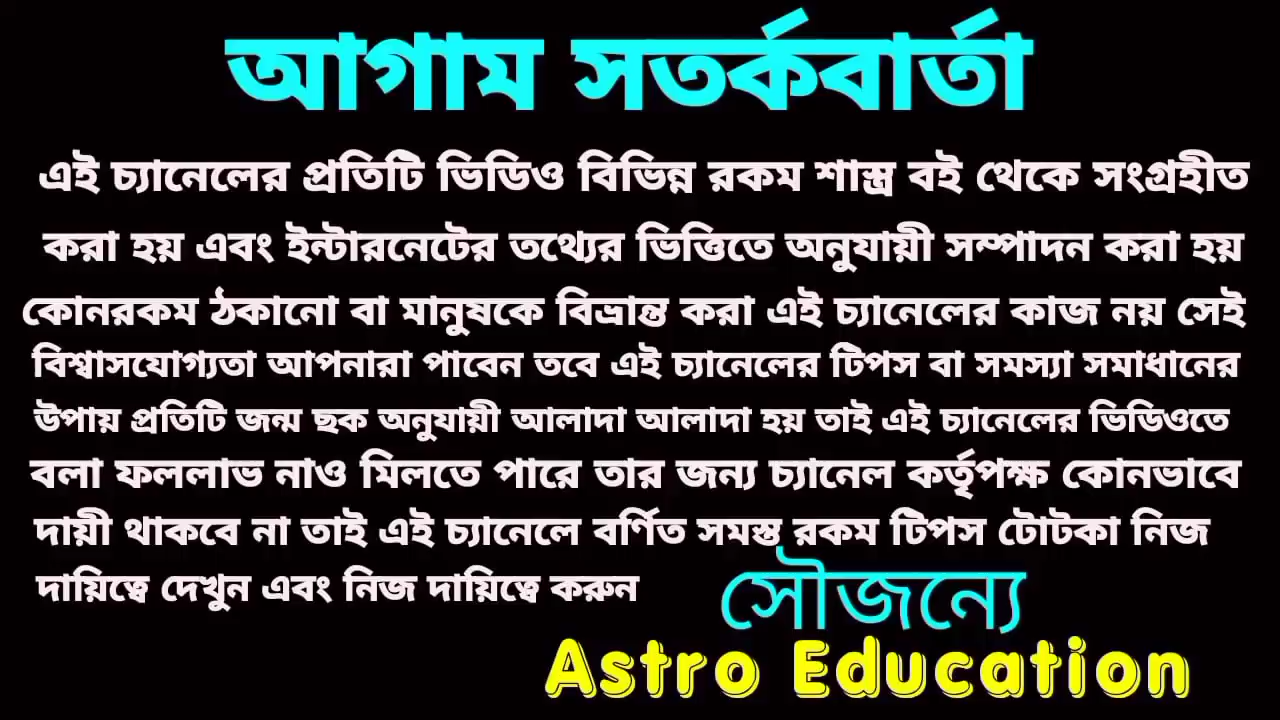 আগাম সতর্কবার্তা
এই চ্যানেলের প্রতিটি ভিডিও বিভিন্ন রকম শাস্ত্র বই থেকে সংগ্রহীত
করা হয় এবং ইন্টারনেটের তথ্যের ভিত্তিতে অনুযায়ী সম্পাদন করা হয়
কোনরকম ঠকানো বা মানুষকে বিভ্রান্ত করা এই চ্যানেলের কাজ নয় সেই
বিশ্বাসযোগ্যতা আপনারা পাবেন তবে এই চ্যানেলের টিপস বা সমস্যা সমাধানের
উপায় প্রতিটি জন্ম ছক অনুযায়ী আলাদা আলাদা হয় তাই এই চ্যানেলের ভিডিওতে
বলা ফললাভ নাও মিলতে পারে তার জন্য চ্যানেল কর্তৃপক্ষ কোনভাবে
দায়ী থাকবে না তাই এই চ্যানেলে বর্ণিত সমস্ত রকম টিপস টোটকা নিজ
দায়িত্বে দেখুন এবং নিজ দায়িত্বে করুন
সৌজন্যে
Astro Education